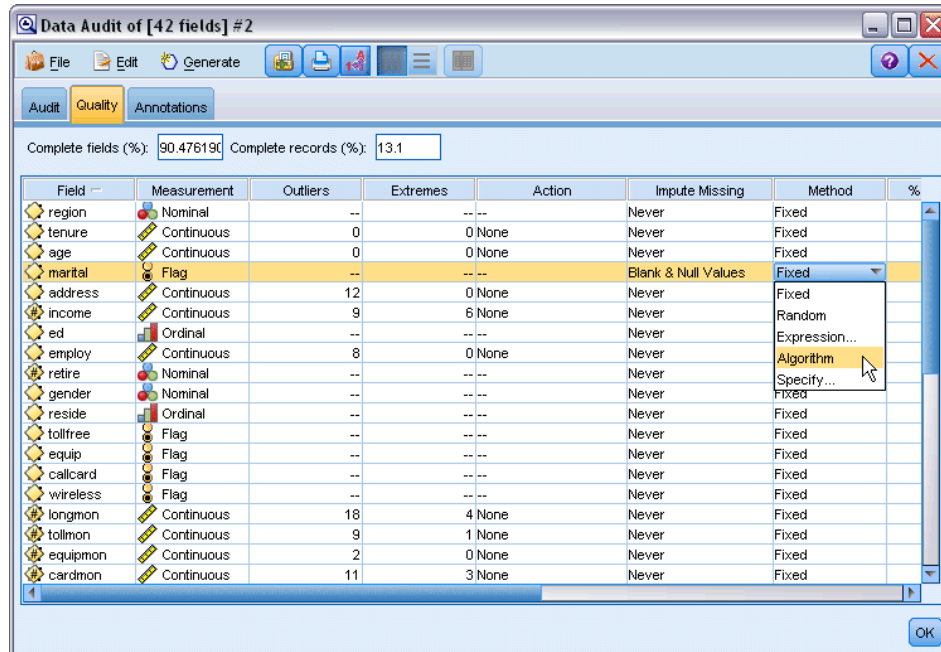 Data Audit of [42 fields] #2
File Edit Generate
Audit Quality Annotations
Complete fields (%): 90.476190 Complete records (%): 13.1
Field Measurement Outliers Extremes Action Impute Missing Method %
region Nominal -- -- -- Never Fixed
tenure Continuous 0 0 None Never Fixed
age Continuous 0 0 None Never Fixed
marital Flag -- -- -- Blank & Null Values Fixed
address Continuous 12 0 None Never Fixed
income Continuous 9 6 None Never Random
ed Ordinal -- -- -- Never Expression...
employ Continuous 8 0 None Never Algorithm
retire Nominal -- -- -- Never Specify...
gender Nominal -- -- -- Never Fixed
reside Ordinal -- -- -- Never Fixed
tollfree Flag -- -- -- Never Fixed
equip Flag -- -- -- Never Fixed
callcard Flag -- -- -- Never Fixed
wireless Flag -- -- -- Never Fixed
longmon Continuous 18 4 None Never Fixed
tollmon Continuous 9 1 None Never Fixed
equipmon Continuous 2 0 None Never Fixed
cardmon Continuous 11 3 None Never Fixed
OK